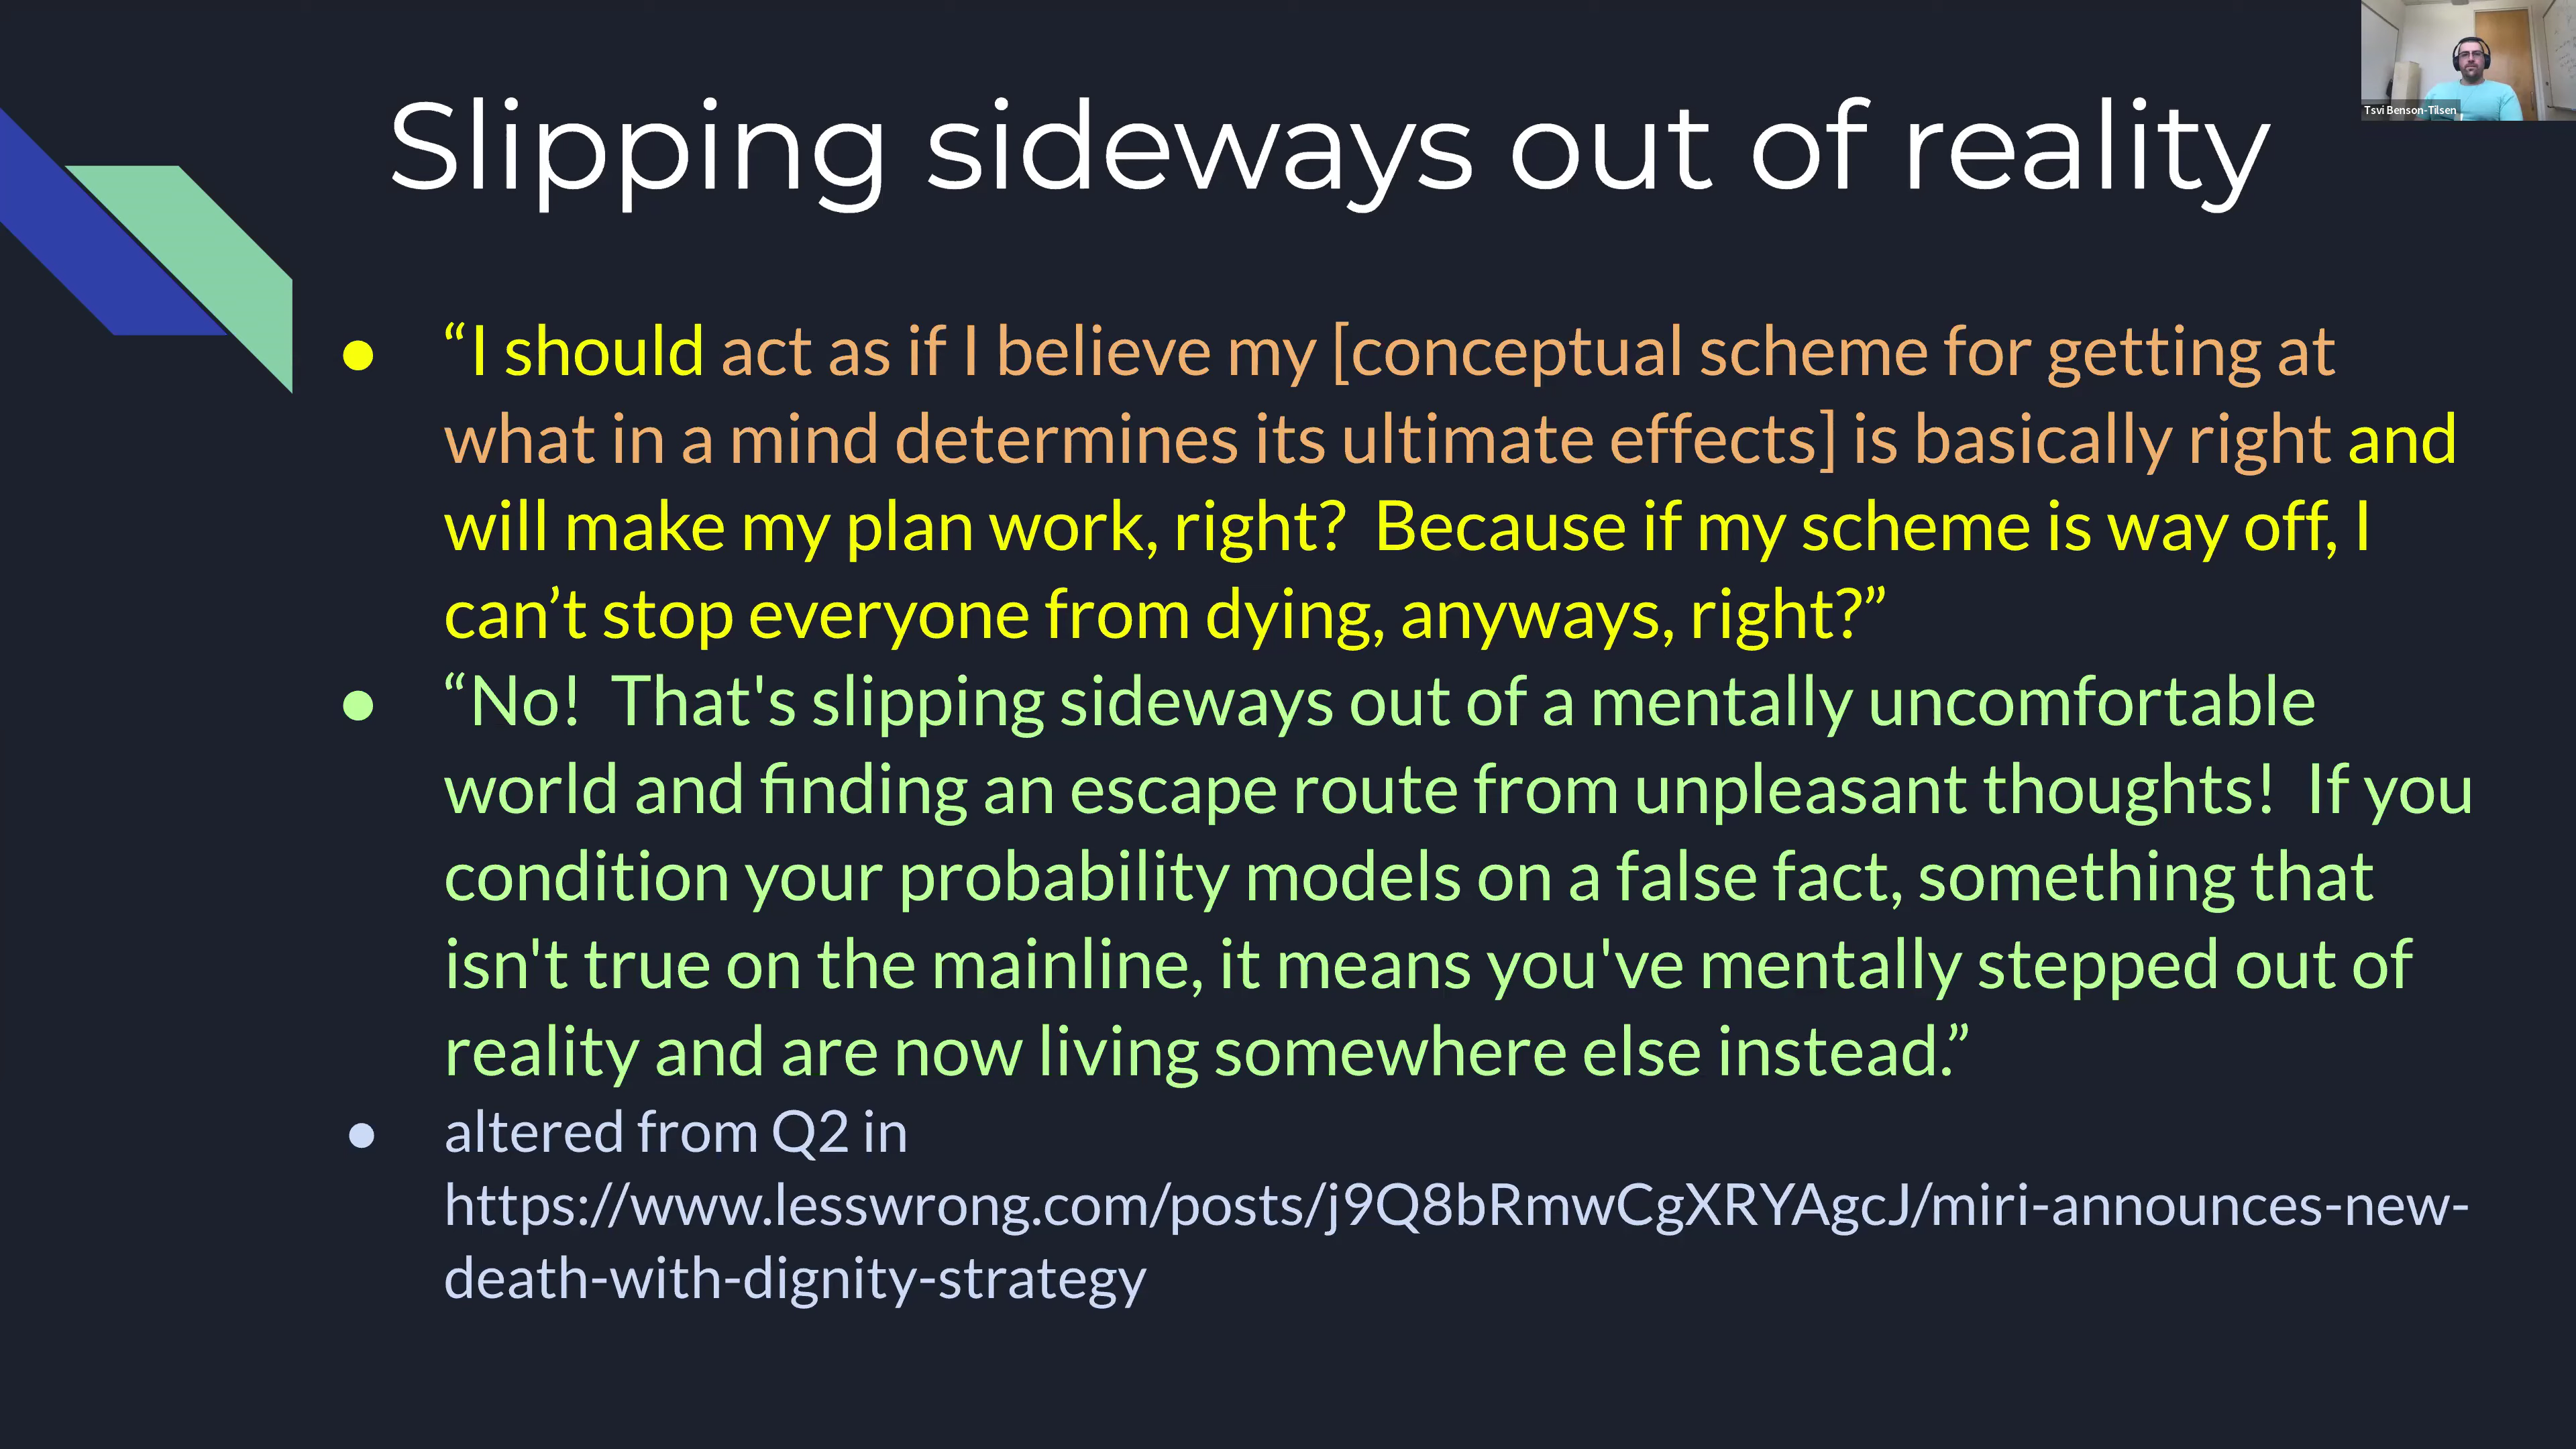 Slipping sideways out of reality
Tsvi Benson-Tilsen
● “I should act as if I believe my [conceptual scheme for getting at
what in a mind determines its ultimate effects] is basically right and
will make my plan work, right?  Because if my scheme is way off, I
can’t stop everyone from dying, anyways, right?”
● “No!  That's slipping sideways out of a mentally uncomfortable
world and finding an escape route from unpleasant thoughts!  If you
condition your probability models on a false fact, something that
isn't true on the mainline, it means you've mentally stepped out of
reality and are now living somewhere else instead.”
● altered from Q2 in
https://www.lesswrong.com/posts/j9Q8bRmwCgXRYAgcJ/miri-announces-new-
death-with-dignity-strategy